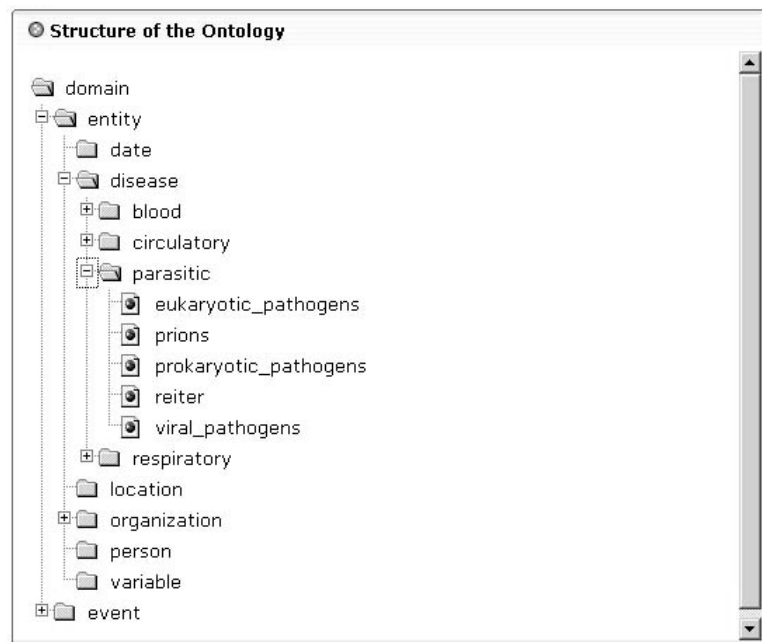 Structure of the Ontology
domain
entity
date
disease
blood
circulatory
parasitic
eukaryotic_pathogens
prions
prokaryotic_pathogens
reiter
viral_pathogens
respiratory
location
organization
person
variable
event